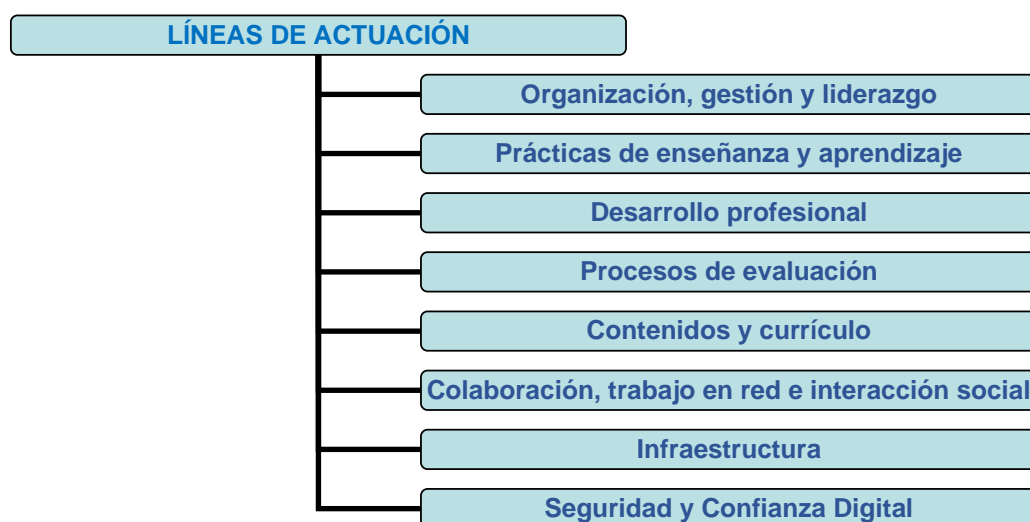 LÍNEAS DE ACTUACIÓN
Organización, gestión y liderazgo
Prácticas de enseñanza y aprendizaje
Desarrollo profesional
Procesos de evaluación
Contenidos y currículo
Colaboración, trabajo en red e interacción social
Infraestructura
Seguridad y Confianza Digital